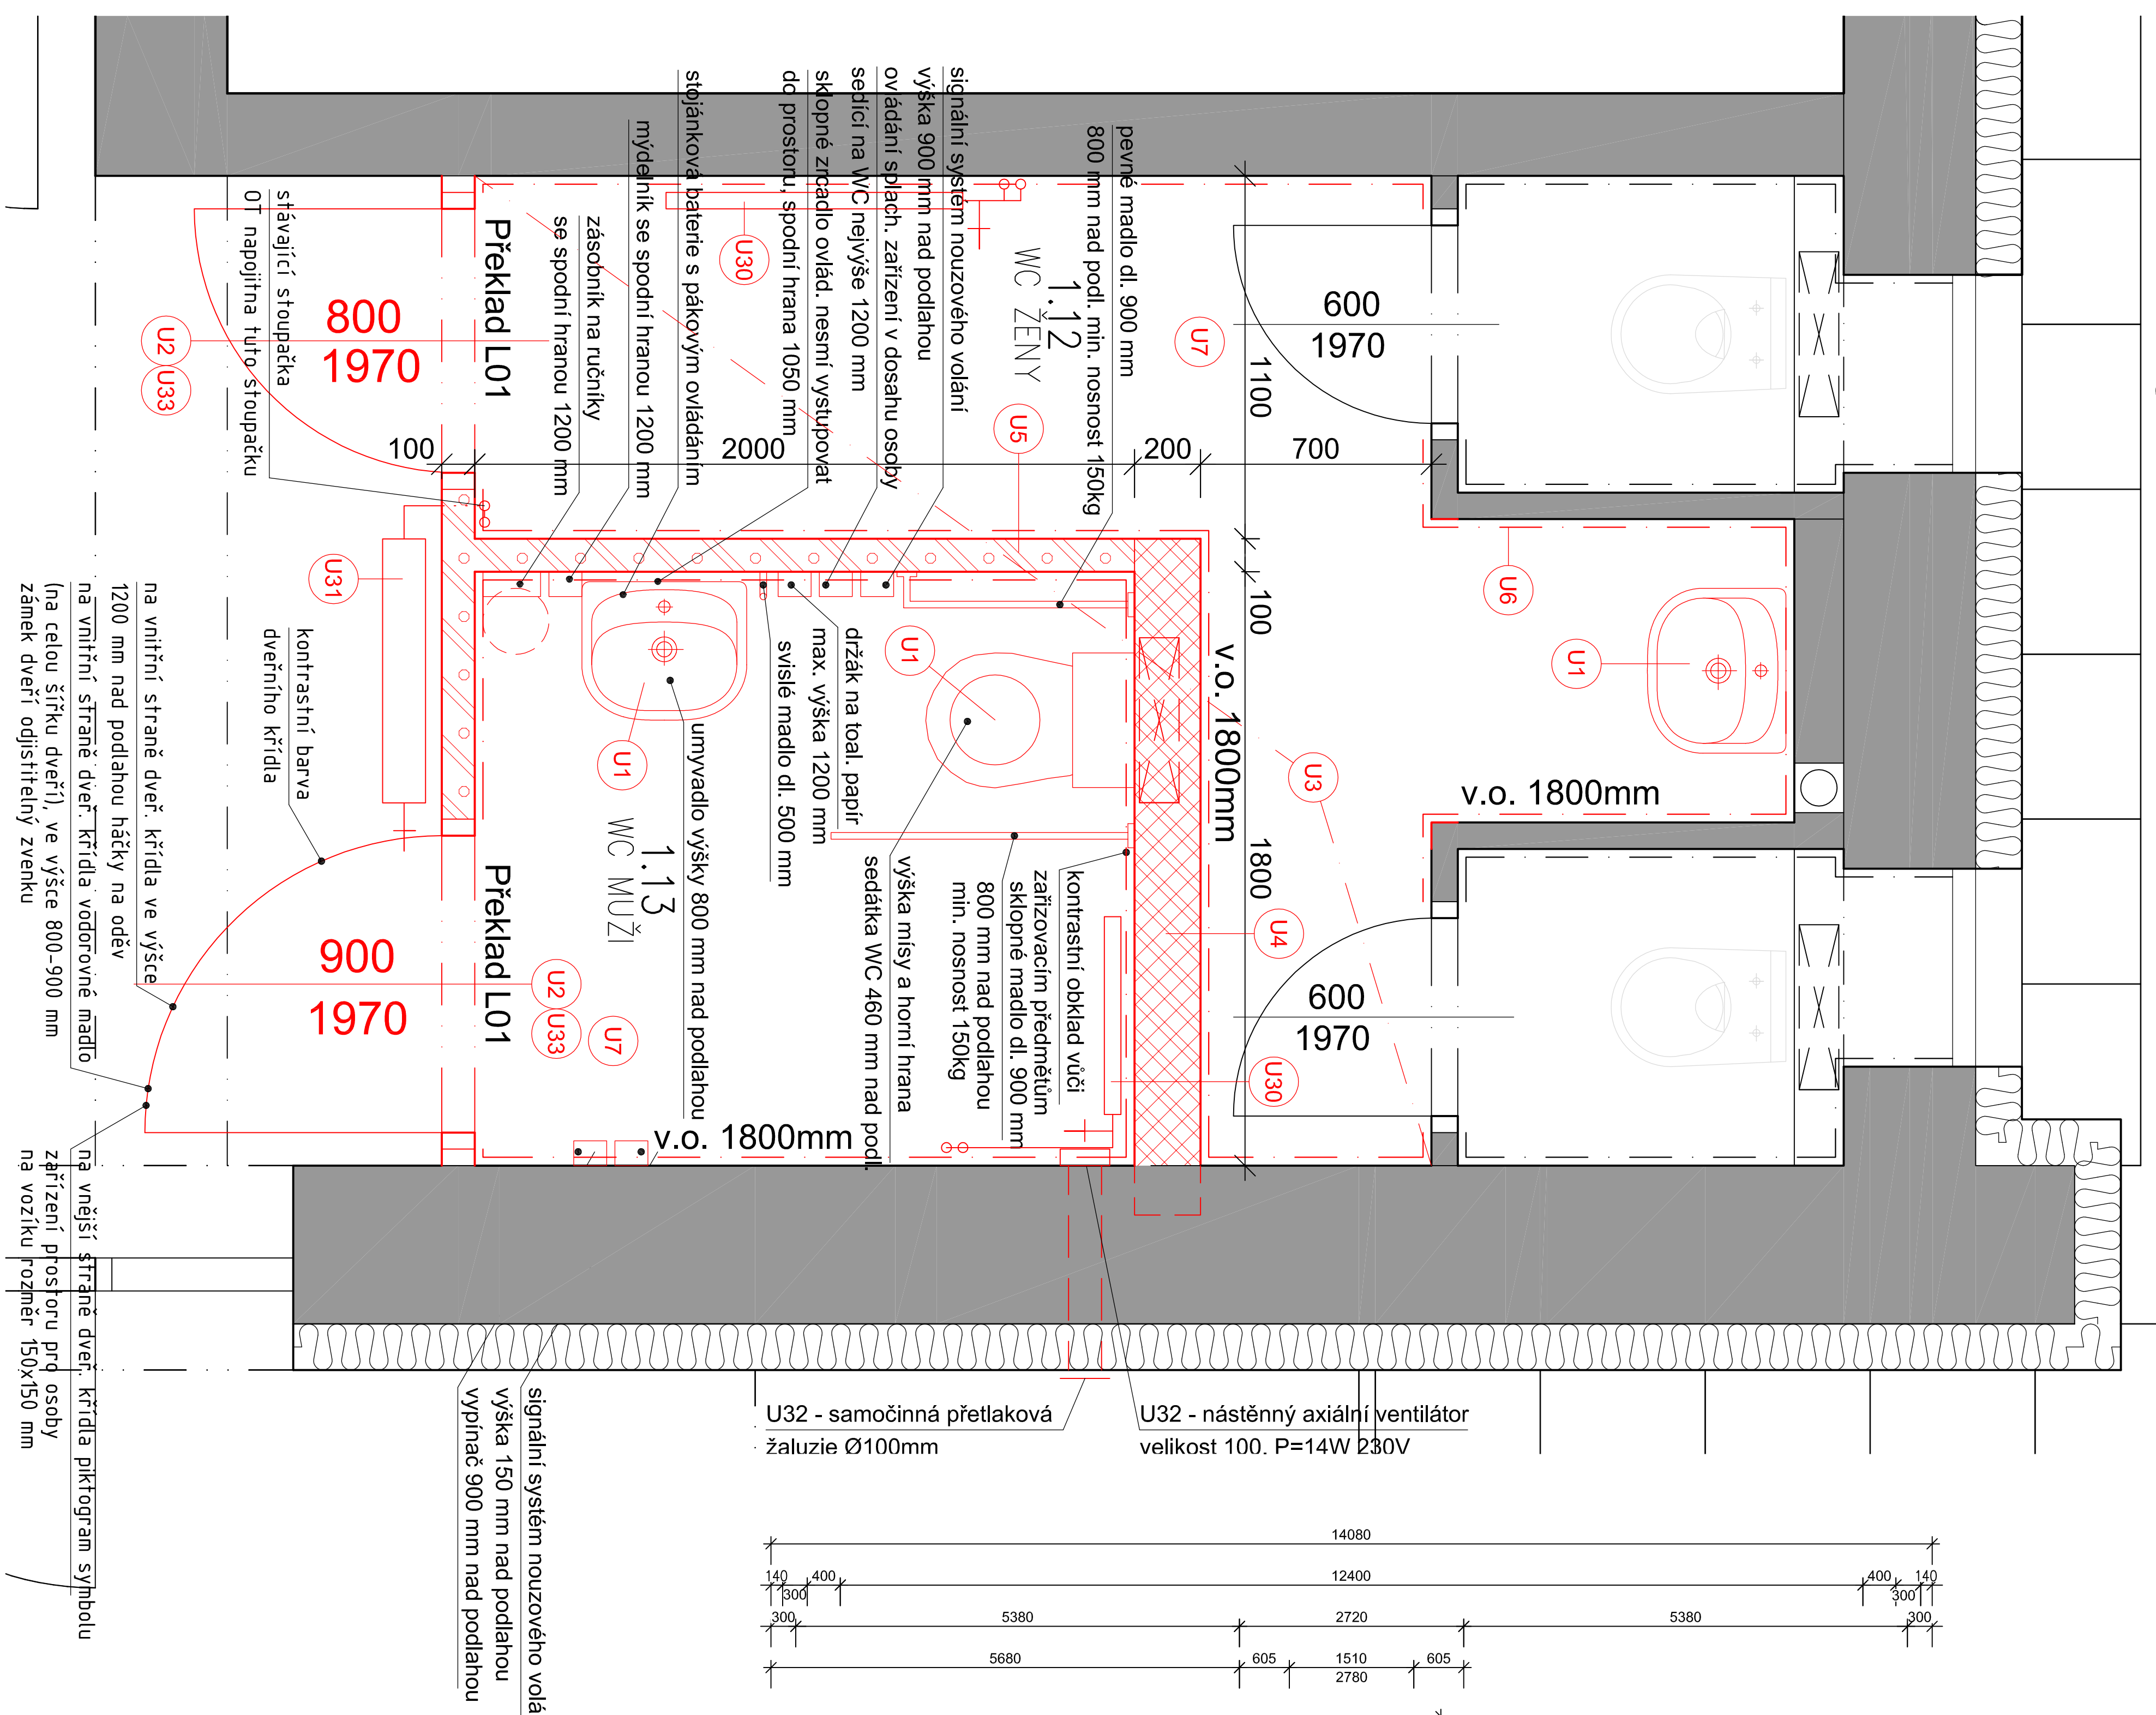 pevné madlo dl. 900 mm
800 mm nad podl. min. nosnost 150kg
signální systém nouzového volání
výška 900 mm nad podlahou
ovládání splach. zařízení v dosahu osoby
sedící na WC nejvýše 1200 mm
sklopné zrcadlo ovlád. nesmí vystupovat
do prostoru, spodní hrana 1050 mm
stojánková baterie s pákovým ovládáním
mýdelník se spodní hranou 1200 mm
zásobník na ručníky
se spodní hranou 1200 mm
stávající stoupačka
OT napojitna tuto stoupačku
1.12
WC ŽENY
U30
U5
U7
U6
U1
U3
U4
U30
U1
U1
U31
U2
U33
U2
U33
U7
Překlad L01
800
1970
Překlad L01
900
1970
600
1970
600
1970
100
2000
200
700
1100
100
1800
v.o. 1800mm
v.o. 1800mm
v.o. 1800mm
1.13
WC MUŽI
držák na toal. papír
max. výška 1200 mm
svislé madlo dl. 500 mm
umyvadlo výšky 800 mm nad podlahou
výška mísy a horní hrana
sedátka WC 460 mm nad podl.
kontrastní obklad vůči
zařizovacím předmětům
sklopné madlo dl. 900 mm
800 mm nad podlahou
min. nosnost 150kg
kontrastní barva
dveřního křídla
na vnitřní straně dveř. křídla ve výšce
1200 mm nad podlahou háčky na oděv
na vnitřní straně dveř. křídla vodorovné madlo
(na celou šířku dveří), ve výšce 800-900 mm
zámek dveří odjistitelný zvenku
na vnější straně dveř. křídla piktogram symbolu
zařízení prostoru pro osoby
na vozíku rozměr 150x150 mm
signální systém nouzového volá
výška 150 mm nad podlahou
vypínač 900 mm nad podlahou
U32 - samočinná přetlaková
žaluzie Ø100mm
U32 - nástěnný axiální ventilátor
velikost 100, P=14W 230V
14080
140 300 400 12400 400 300 140
300 5380 2720 5380 300
5680 605 1510 605
2780